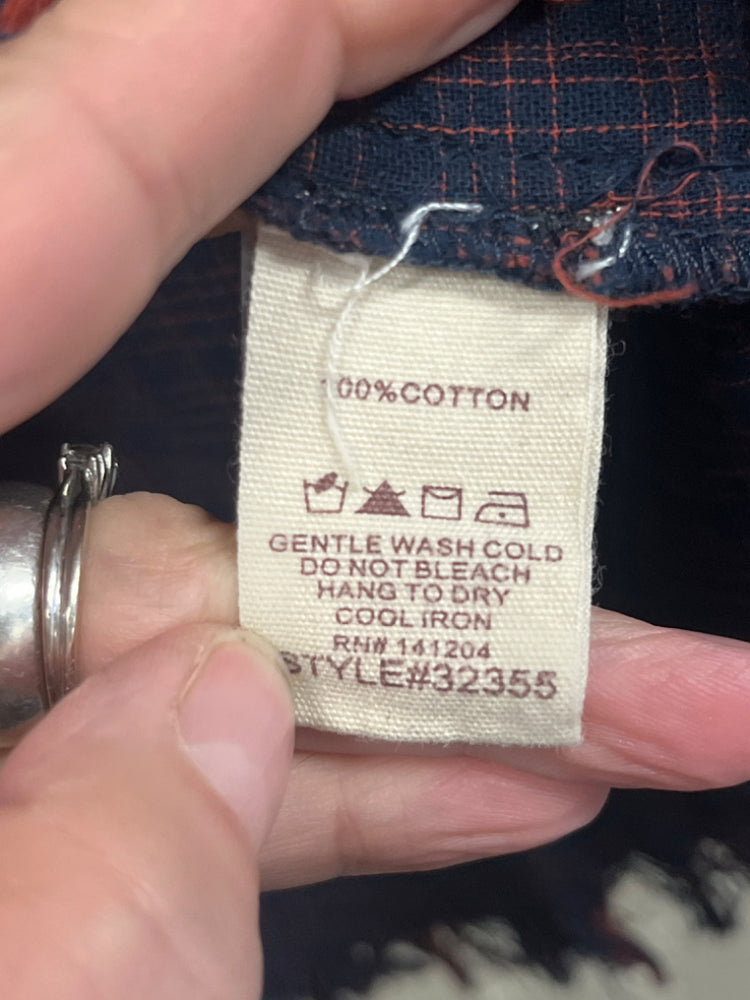 100%COTTON
GENTLE WASH COLD
DO NOT BLEACH
HANG TO DRY
COOL IRON
RN# 141204
STYLE#32355